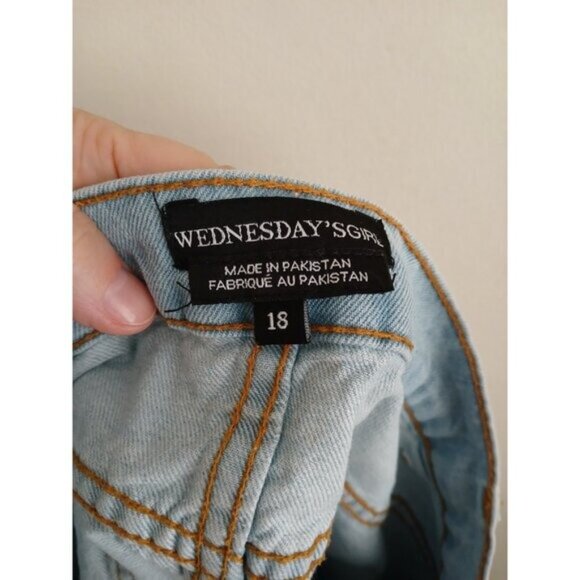 WEDNESDAY'SGIRL
MADE IN PAKISTAN
FABRIQUÉ AU PAKISTAN
18